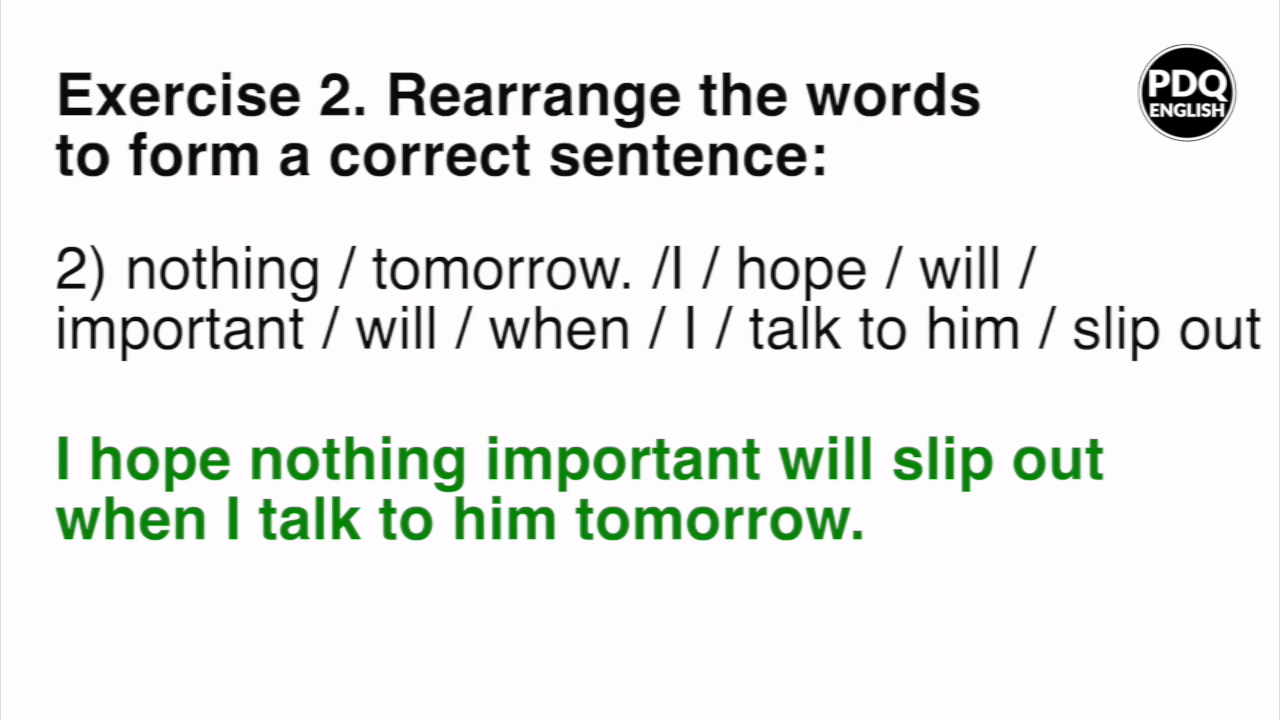 Exercise 2. Rearrange the words
to form a correct sentence:
PDQ
ENGLISH
2) nothing / tomorrow. /I / hope / will /
important / will / when / I / talk to him / slip out
I hope nothing important will slip out
when I talk to him tomorrow.